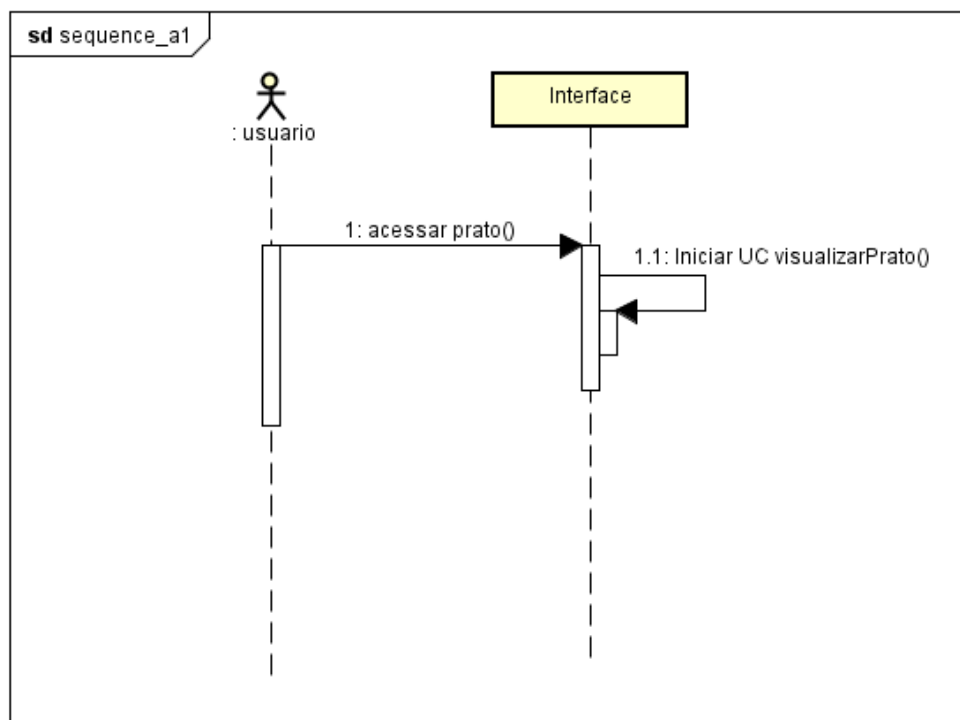 sd sequence_a1
Interface
: usuario
1: acessar prato()
1.1: Iniciar UC visualizarPrato()